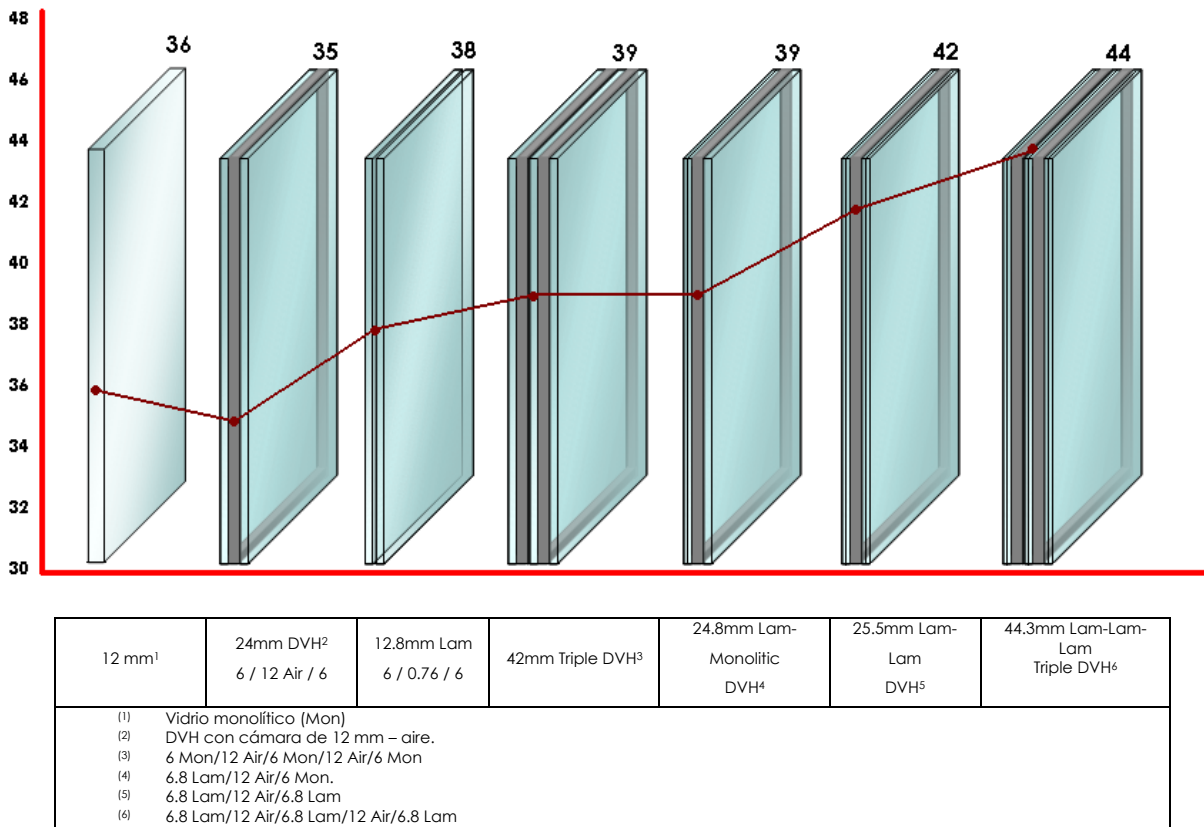 48
46
44
42
40
38
36
34
32
30
36
35
38
39
39
42
44
12 mm¹
24mm DVH²
6 / 12 Air / 6
12.8mm Lam
6 / 0.76 / 6
42mm Triple DVH³
24.8mm Lam-
Monolitic
DVH⁴
25.5mm Lam-
Lam
DVH⁵
44.3mm Lam-Lam-
Lam
Triple DVH⁶
(1) Vidrio monolítico (Mon)
(2) DVH con cámara de 12 mm – aire.
(3) 6 Mon/12 Air/6 Mon/12 Air/6 Mon
(4) 6.8 Lam/12 Air/6 Mon.
(5) 6.8 Lam/12 Air/6.8 Lam
(6) 6.8 Lam/12 Air/6.8 Lam/12 Air/6.8 Lam